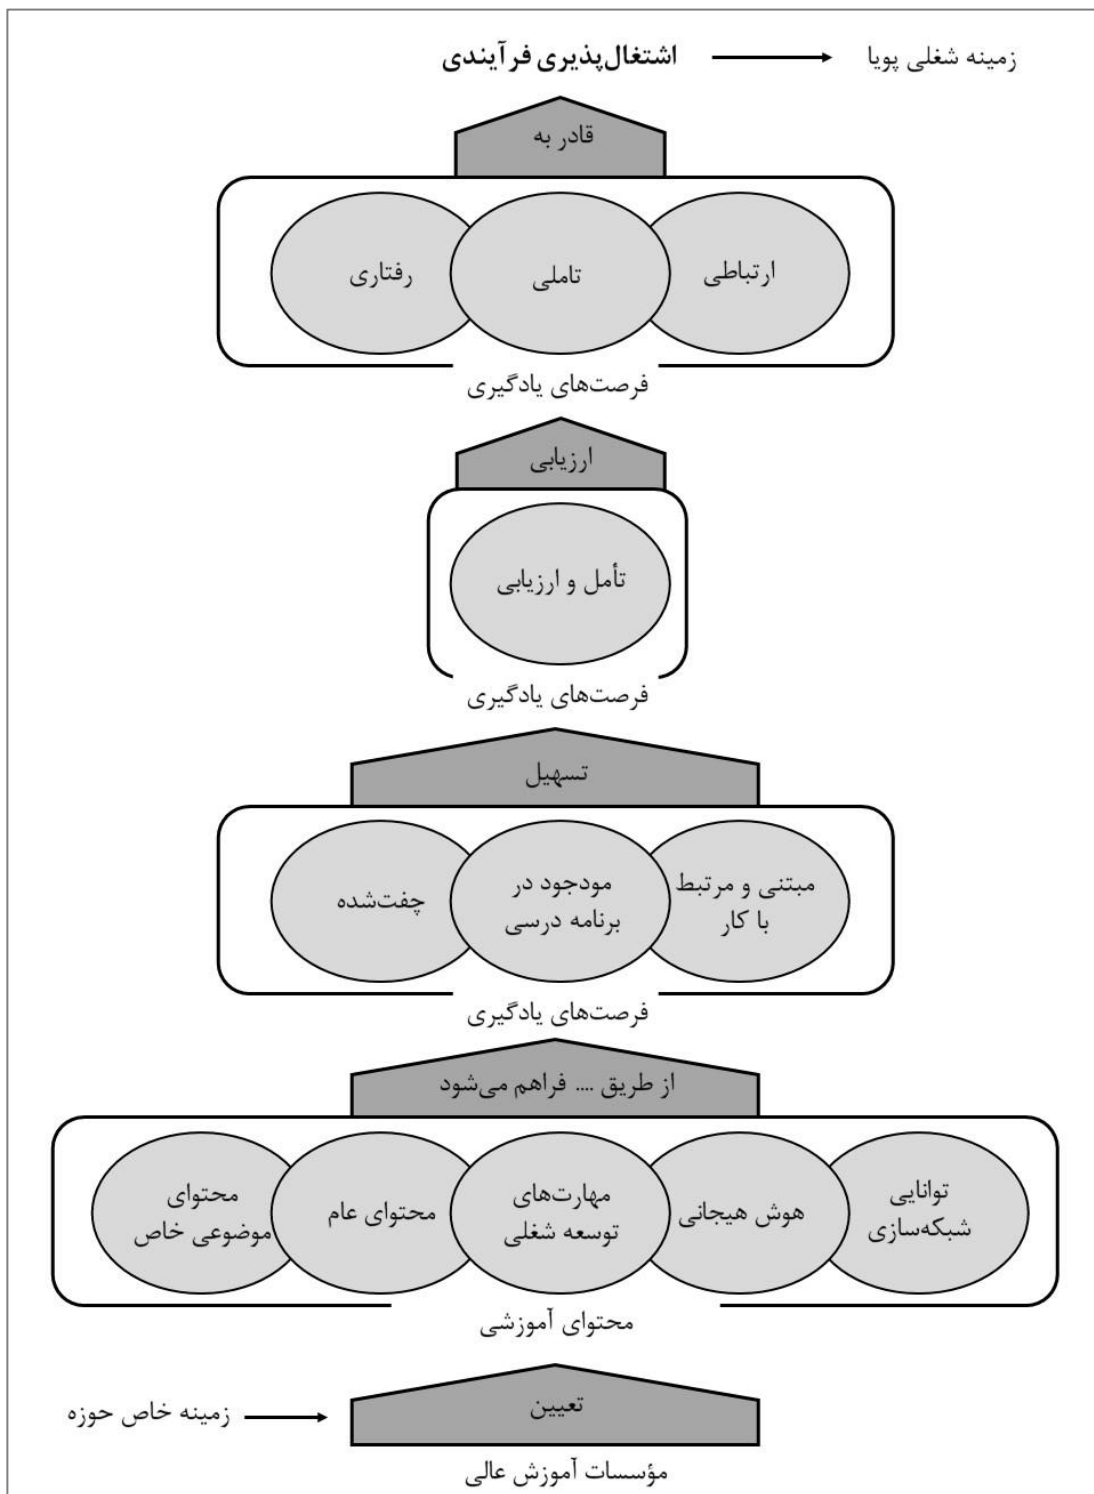 زمینه شغلی پویا
اشتغال‌پذیری فرآیندی
قادر به
ارتباطی
تاملی
رفتاری
فرصت‌های یادگیری
ارزیابی
تأمل و ارزیابی
فرصت‌های یادگیری
تسهیل
مبتنی و مرتبط
با کار
مودجود در
برنامه درسی
چفت‌شده
فرصت‌های یادگیری
از طریق .... فراهم می‌شود
توانایی
شبکه‌سازی
هوش هیجانی
مهارت‌های
توسعه شغلی
محتوای عام
محتوای
موضوعی خاص
محتوای آموزشی
تعیین
زمینه خاص حوزه
مؤسسات آموزش عالی